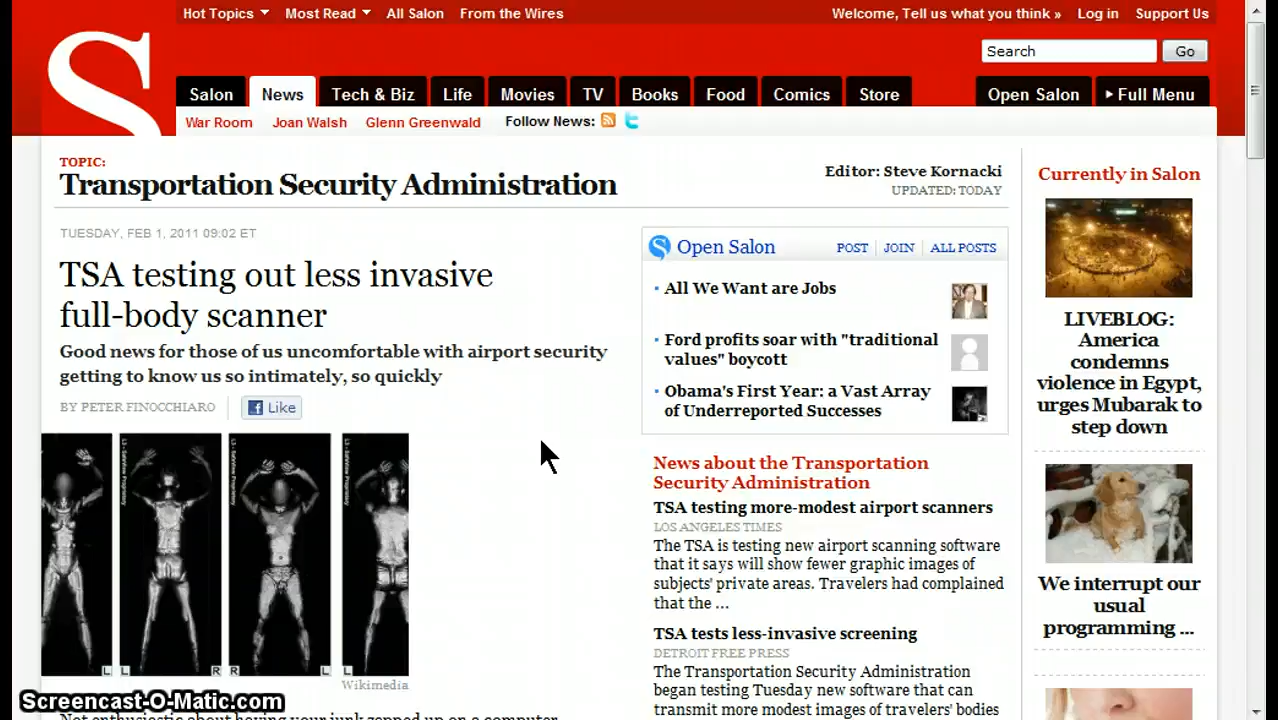 Hot Topics Most Read All Salon From the Wires Welcome, Tell us what you think » Log in Support Us
Search Go
S
Salon News Tech & Biz Life Movies TV Books Food Comics Store Open Salon Full Menu
War Room Joan Walsh Glenn Greenwald Follow News:
TOPIC:
Transportation Security Administration
Editor: Steve Kornacki
UPDATED: TODAY
TUESDAY, FEB 1, 2011 09:02 ET
TSA testing out less invasive
full-body scanner
Good news for those of us uncomfortable with airport security
getting to know us so intimately, so quickly
BY PETER FINOCCHIARO Like
L L R R L L
Wikimedia
Not enthusiastic about having your junk zapped up on a computer
Open Salon POST JOIN ALL POSTS
All We Want are Jobs
Ford profits soar with "traditional
values" boycott
Obama's First Year: a Vast Array
of Underreported Successes
News about the Transportation
Security Administration
TSA testing more-modest airport scanners
LOS ANGELES TIMES
The TSA is testing new airport scanning software
that it says will show fewer graphic images of
subjects' private areas. Travelers had complained
that the ...
TSA tests less-invasive screening
DETROIT FREE PRESS
The Transportation Security Administration
began testing Tuesday new software that can
transmit more modest images of travelers' bodies
Currently in Salon
LIVEBLOG:
America
condemns
violence in Egypt,
urges Mubarak to
step down
We interrupt our
usual
programming ...
Screencast-O-Matic.com